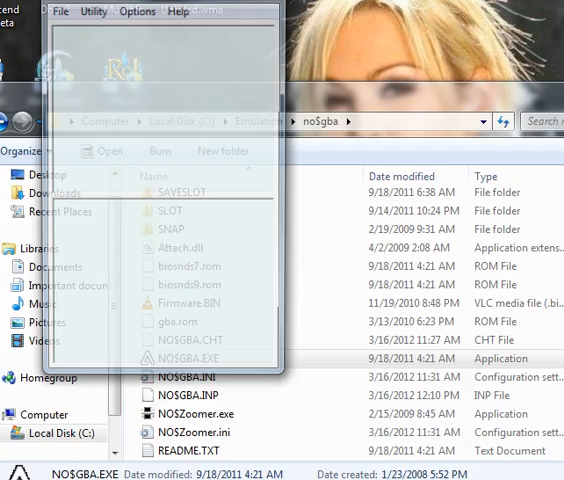 cend
eta
File Utility Options Help
.wma
Computer Local Disk (C:) Emulation no$gba Search
Organize Open Burn New folder
Name Date modified Type
Desktop
Downloads
Recent Places
Libraries
Documents
Important docun
Music
Pictures
Videos
Homegroup
Computer
Local Disk (C:)
SAVESLOT 9/18/2011 6:38 AM File folder
SLOT 9/14/2011 10:24 PM File folder
SNAP 2/19/2009 9:31 AM File folder
Attach.dll 4/2/2009 2:08 AM Application exten
biosnds7.rom 9/18/2011 4:21 AM ROM File
biosnds9.rom 9/18/2011 4:21 AM ROM File
Firmware.BIN 11/19/2010 8:48 PM VLC media file (.bi
gba.rom 3/13/2010 6:23 PM ROM File
NO$GBA.CHT 3/16/2012 11:27 AM CHT File
NO$GBA.EXE 9/18/2011 4:21 AM Application
NO$GBA.INI 3/16/2012 11:31 AM Configuration sett
NO$GBA.INP 3/16/2012 12:10 PM INP File
NO$Zoomer.exe 2/15/2009 8:45 AM Application
NO$Zoomer.ini 3/16/2012 11:31 AM Configuration sett
README.TXT 9/18/2011 4:21 AM Text Document
NO$GBA.EXE Date modified: 9/18/2011 4:21 AM Date created: 1/23/2008 5:52 PM